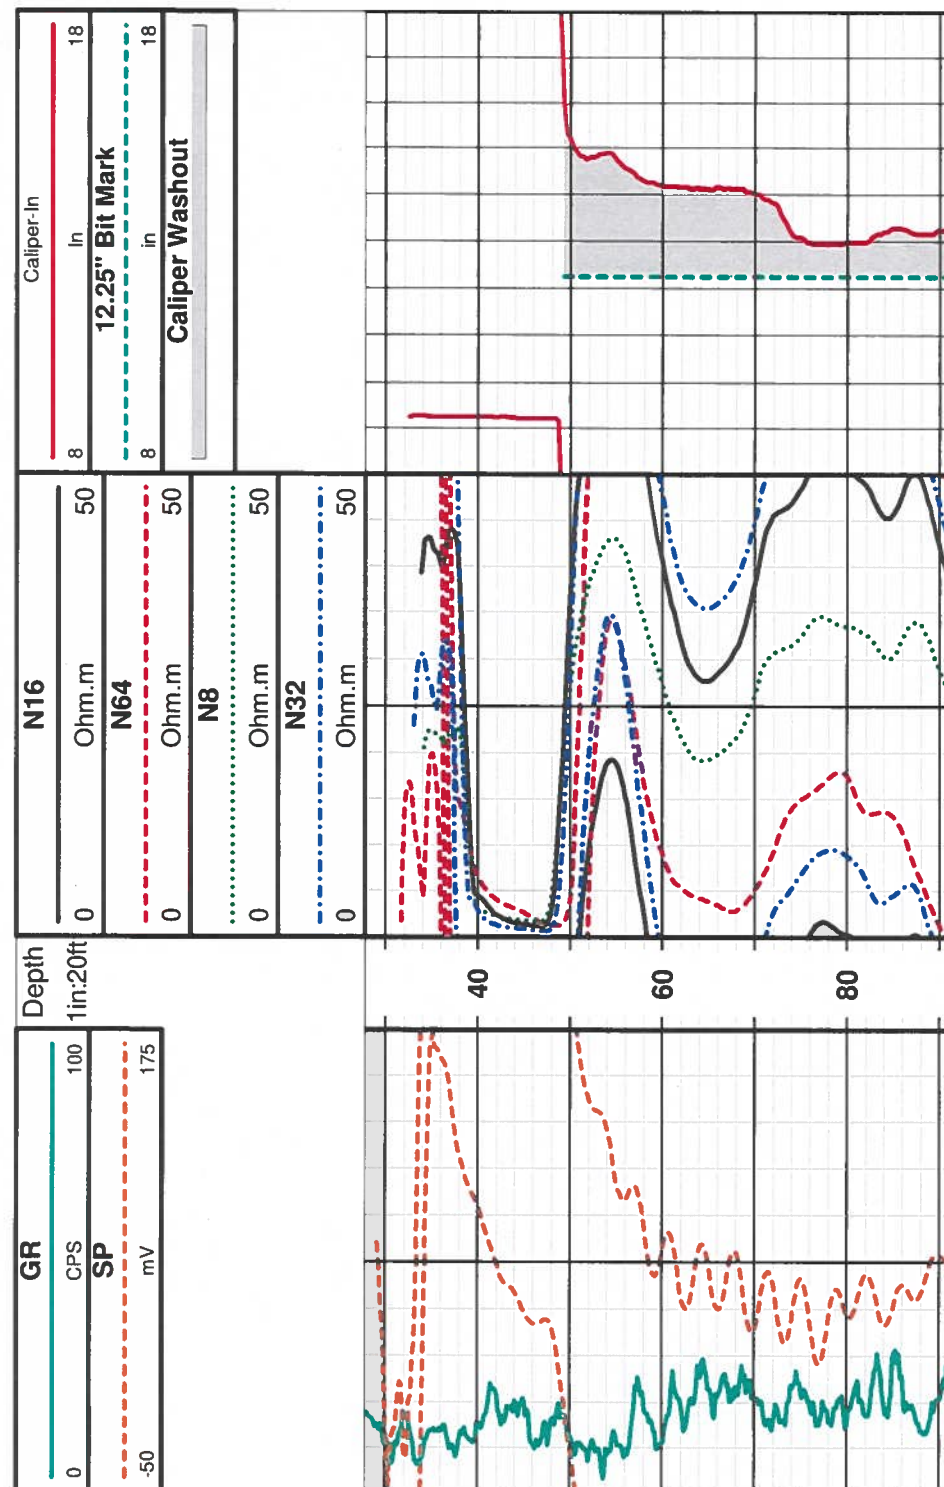 GR
0 CPS 100
SP
-50 mV 175
Depth
1in:20ft
N16
0 Ohm.m 50
N64
0 Ohm.m 50
N8
0 Ohm.m 50
N32
0 Ohm.m 50
Caliper-In
8 In 18
12.25" Bit Mark
8 in 18
Caliper Washout
40
60
80